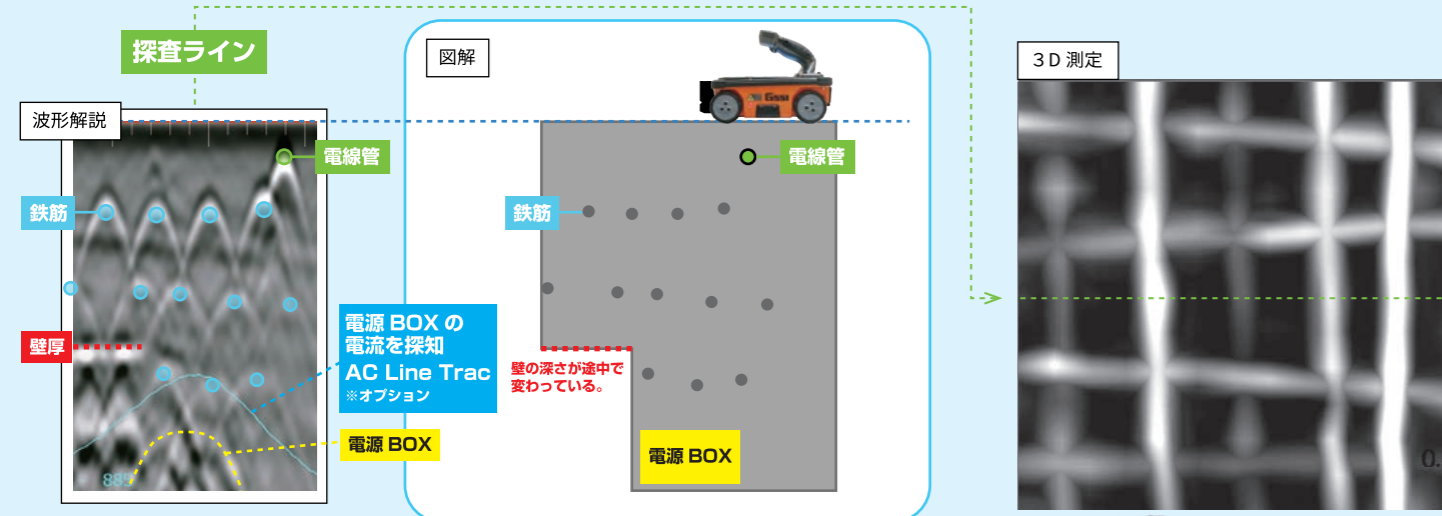 探査ライン
波形解説
電線管
鉄筋
壁厚
電源 BOX の
電流を探知
AC Line Trac
※オプション
電源 BOX
885
図解
GSSI
電線管
鉄筋
壁の深さが途中で
変わっている。
電源 BOX
3D 測定
0.